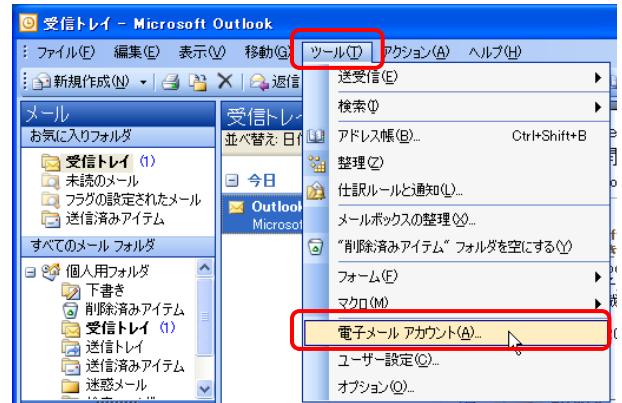 受信トレイ - Microsoft Outlook
ファイル(F) 編集(E) 表示(V) 移動(G) ツール(T) アクション(A) ヘルプ(H)
新規作成(N) 返信
メール
お気に入りフォルダ
受信トレイ (1)
未読のメール
フラグの設定されたメール
送信済みアイテム
すべてのメール フォルダ
個人用フォルダ
下書き
削除済みアイテム
受信トレイ (1)
送信トレイ
送信済みアイテム
迷惑メール
受信トレ
並べ替え: 日
今日
Outlook
Microsof
送受信(E)
検索(I)
アドレス帳(B)... Ctrl+Shift+B
整理(Z)
仕訳ルールと通知(L)...
メールボックスの整理(X)...
"削除済みアイテム" フォルダを空にする(Y)
フォーム(F)
マクロ(M)
電子メール アカウント(A)...
ユーザー設定(C)...
オプション(O)...